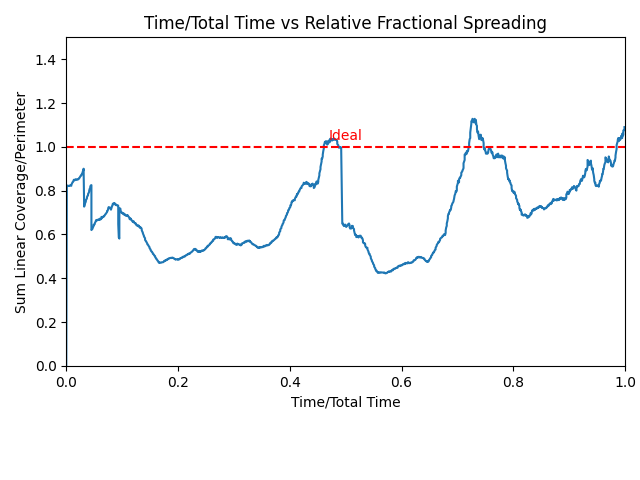 Time/Total Time vs Relative Fractional Spreading
Sum Linear Coverage/Perimeter
1.4
1.2
1.0
0.8
0.6
0.4
0.2
0.0
Ideal
0.0 0.2 0.4 0.6 0.8 1.0
Time/Total Time